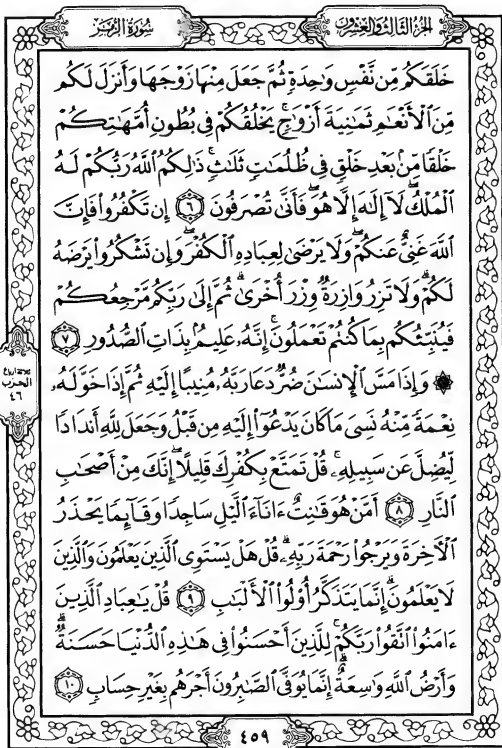 الجزء الثالث والعشرون
سورة الزمر
خَلَقَكُم مِّن نَّفْسٍ وَٰحِدَةٍ ثُمَّ جَعَلَ مِنْهَا زَوْجَهَا وَأَنزَلَ لَكُم
مِّنَ ٱلْأَنْعَٰمِ ثَمَٰنِيَةَ أَزْوَٰجٍ ۚ يَخْلُقُكُمْ فِى بُطُونِ أُمَّهَٰتِكُمْ
خَلْقًا مِّنۢ بَعْدِ خَلْقٍ فِى ظُلُمَٰتٍ ثَلَٰثٍ ۚ ذَٰلِكُمُ ٱللَّهُ رَبُّكُمْ لَهُ
ٱلْمُلْكُ ۖ لَآ إِلَٰهَ إِلَّا هُوَ ۖ فَأَنَّىٰ تُصْرَفُونَ ٦ إِن تَكْفُرُوا۟ فَإِنَّ
ٱللَّهَ غَنِىٌّ عَنكُمْ ۖ وَلَا يَرْضَىٰ لِعِبَادِهِ ٱلْكُفْرَ ۖ وَإِن تَشْكُرُوا۟ يَرْضَهُ
لَكُمْ ۗ وَلَا تَزِرُ وَازِرَةٌ وِزْرَ أُخْرَىٰ ۗ ثُمَّ إِلَىٰ رَبِّكُم مَّرْجِعُكُمْ
فَيُنَبِّئُكُم بِمَا كُنتُمْ تَعْمَلُونَ ۚ إِنَّهُۥ عَلِيمٌۢ بِذَاتِ ٱلصُّدُورِ ٧
۞ وَإِذَا مَسَّ ٱلْإِنسَٰنَ ضُرٌّ دَعَا رَبَّهُۥ مُنِيبًا إِلَيْهِ ثُمَّ إِذَا خَوَّلَهُۥ
نِعْمَةً مِّنْهُ نَسِىَ مَا كَانَ يَدْعُوٓا۟ إِلَيْهِ مِن قَبْلُ وَجَعَلَ لِلَّهِ أَندَادًا
لِّيُضِلَّ عَن سَبِيلِهِۦ ۚ قُلْ تَمَتَّعْ بِكُفْرِكَ قَلِيلًا ۖ إِنَّكَ مِنْ أَصْحَٰبِ
ٱلنَّارِ ٨ أَمَّنْ هُوَ قَٰنِتٌ ءَانَآءَ ٱلَّيْلِ سَاجِدًا وَقَآئِمًا يَحْذَرُ
ٱلْأَخِرَةَ وَيَرْجُوا۟ رَحْمَةَ رَبِّهِۦ ۗ قُلْ هَلْ يَسْتَوِى ٱلَّذِينَ يَعْلَمُونَ وَٱلَّذِينَ
لَا يَعْلَمُونَ ۗ إِنَّمَا يَتَذَكَّرُ أُو۟لُوا۟ ٱلْأَلْبَٰبِ ٩ قُلْ يَٰعِبَادِ ٱلَّذِينَ
ءَامَنُوا۟ ٱتَّقُوا۟ رَبَّكُمْ ۚ لِلَّذِينَ أَحْسَنُوا۟ فِى هَٰذِهِ ٱلدُّنْيَا حَسَنَةٌ ۗ
وَأَرْضُ ٱللَّهِ وَٰسِعَةٌ ۗ إِنَّمَا يُوَفَّى ٱلصَّٰبِرُونَ أَجْرَهُم بِغَيْرِ حِسَابٍ ١٠
ثلاثة أرباع
الحزب
٤٦
٤٥٩